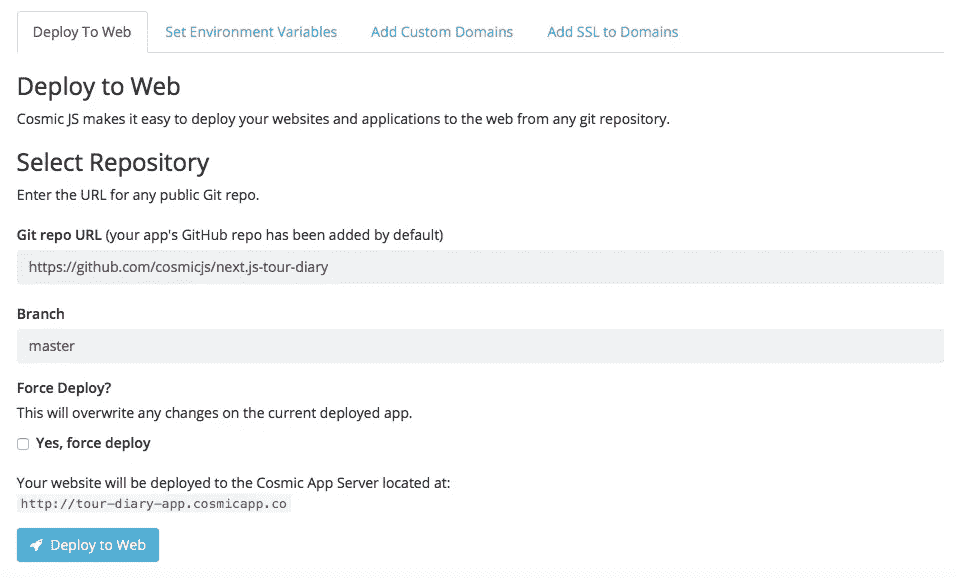 Deploy To Web Set Environment Variables Add Custom Domains Add SSL to Domains
Deploy to Web
Cosmic JS makes it easy to deploy your websites and applications to the web from any git repository.
Select Repository
Enter the URL for any public Git repo.
Git repo URL (your app's GitHub repo has been added by default)
https://github.com/cosmicjs/next.js-tour-diary
Branch
master
Force Deploy?
This will overwrite any changes on the current deployed app.
Yes, force deploy
Your website will be deployed to the Cosmic App Server located at:
http://tour-diary-app.cosmicapp.co
Deploy to Web